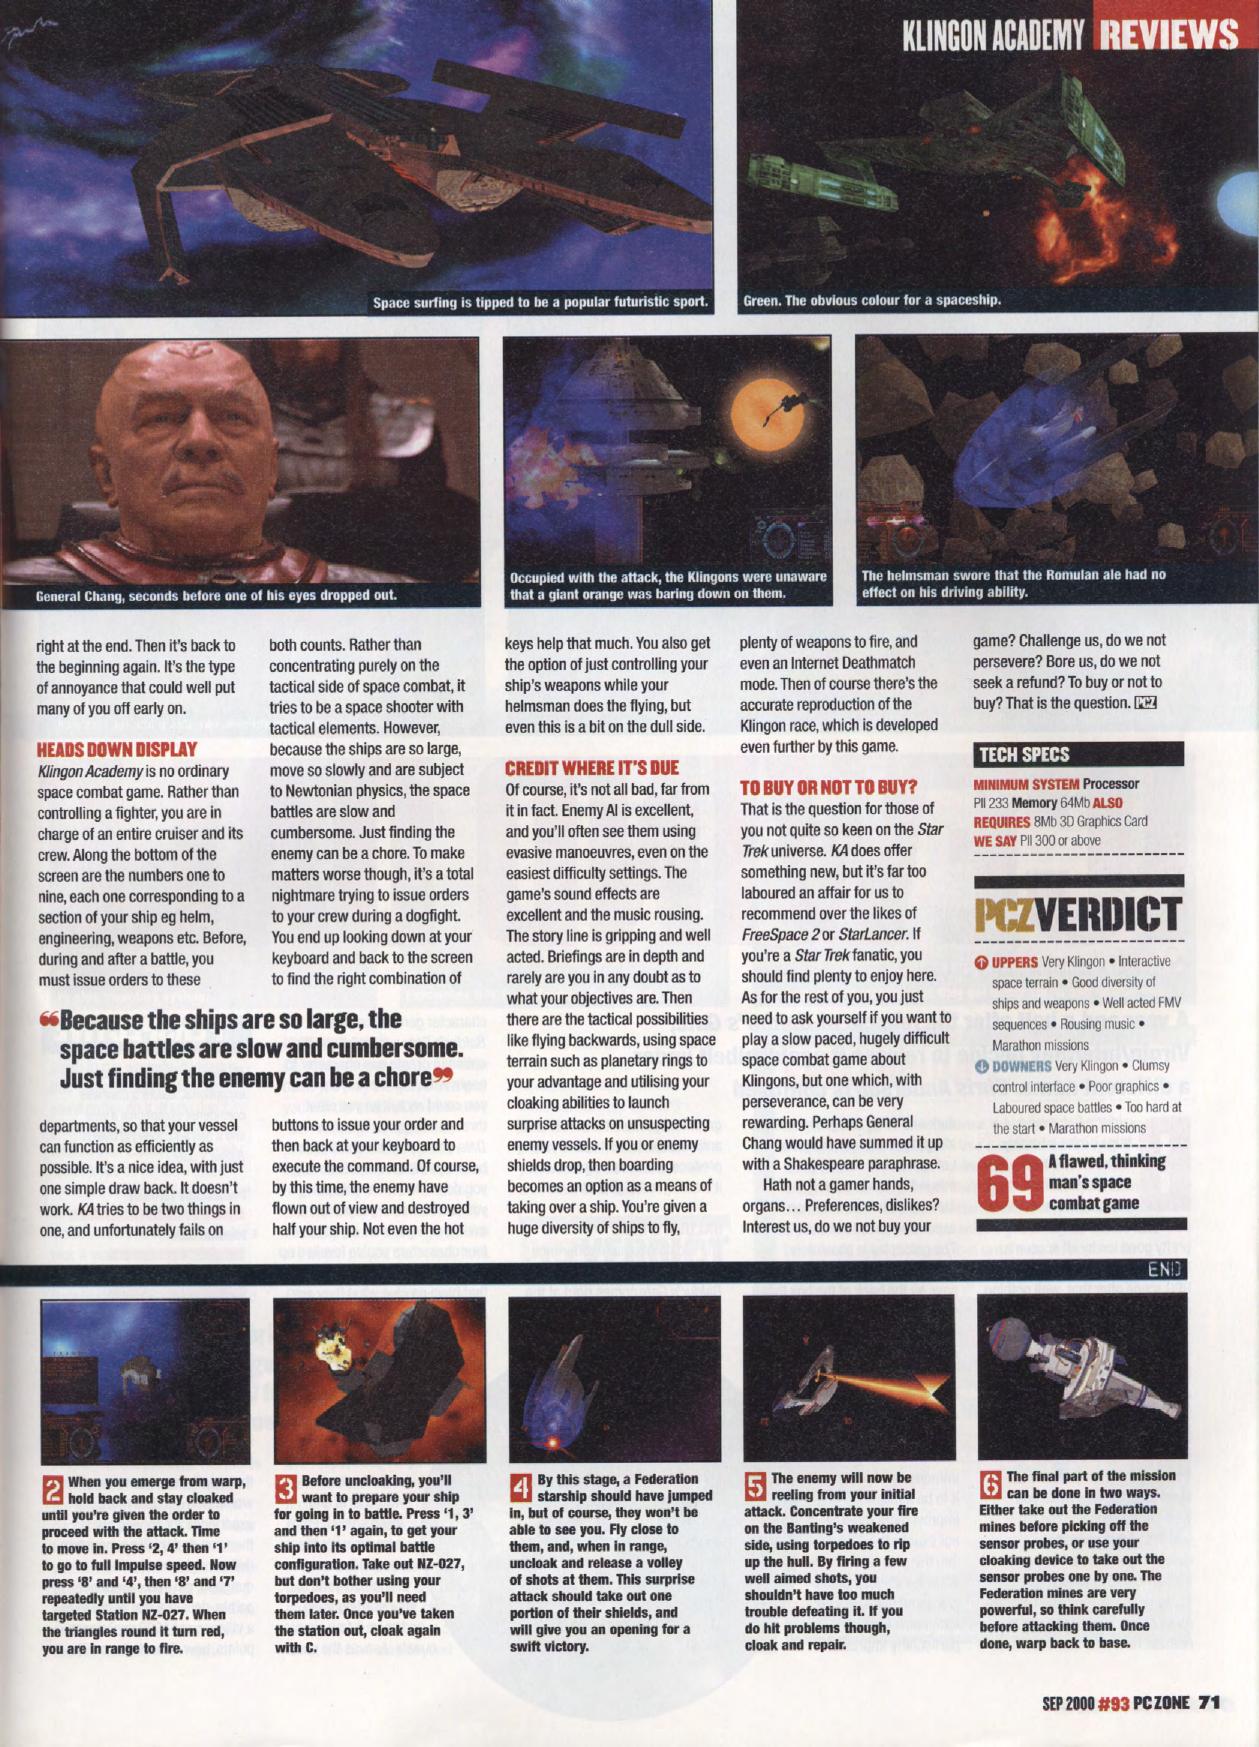 KLINGON ACADEMY REVIEWS
Space surfing is tipped to be a popular futuristic sport.
Green. The obvious colour for a spaceship.
General Chang, seconds before one of his eyes dropped out.
Occupied with the attack, the Klingons were unaware
that a giant orange was baring down on them.
The helmsman swore that the Romulan ale had no
effect on his driving ability.
right at the end. Then it's back to
the beginning again. It's the type
of annoyance that could well put
many of you off early on.
HEADS DOWN DISPLAY
Klingon Academy is no ordinary
space combat game. Rather than
controlling a fighter, you are in
charge of an entire cruiser and its
crew. Along the bottom of the
screen are the numbers one to
nine, each one corresponding to a
section of your ship eg helm,
engineering, weapons etc. Before,
during and after a battle, you
must issue orders to these
departments, so that your vessel
can function as efficiently as
possible. It's a nice idea, with just
one simple draw back. It doesn't
work. KA tries to be two things in
one, and unfortunately fails on
both counts. Rather than
concentrating purely on the
tactical side of space combat, it
tries to be a space shooter with
tactical elements. However,
because the ships are so large,
move so slowly and are subject
to Newtonian physics, the space
battles are slow and
cumbersome. Just finding the
enemy can be a chore. To make
matters worse though, it's a total
nightmare trying to issue orders
to your crew during a dogfight.
You end up looking down at your
keyboard and back to the screen
to find the right combination of
buttons to issue your order and
then back at your keyboard to
execute the command. Of course,
by this time, the enemy have
flown out of view and destroyed
half your ship. Not even the hot
“Because the ships are so large, the
space battles are slow and cumbersome.
Just finding the enemy can be a chore”
keys help that much. You also get
the option of just controlling your
ship's weapons while your
helmsman does the flying, but
even this is a bit on the dull side.
CREDIT WHERE IT'S DUE
Of course, it's not all bad, far from
it in fact. Enemy AI is excellent,
and you'll often see them using
evasive manoeuvres, even on the
easiest difficulty settings. The
game's sound effects are
excellent and the music rousing.
The story line is gripping and well
acted. Briefings are in depth and
rarely are you in any doubt as to
what your objectives are. Then
there are the tactical possibilities
like flying backwards, using space
terrain such as planetary rings to
your advantage and utilising your
cloaking abilities to launch
surprise attacks on unsuspecting
enemy vessels. If you or enemy
shields drop, then boarding
becomes an option as a means of
taking over a ship. You're given a
huge diversity of ships to fly,
plenty of weapons to fire, and
even an Internet Deathmatch
mode. Then of course there's the
accurate reproduction of the
Klingon race, which is developed
even further by this game.
TO BUY OR NOT TO BUY?
That is the question for those of
you not quite so keen on the Star
Trek universe. KA does offer
something new, but it's far too
laboured an affair for us to
recommend over the likes of
FreeSpace 2 or StarLancer. If
you're a Star Trek fanatic, you
should find plenty to enjoy here.
As for the rest of you, you just
need to ask yourself if you want to
play a slow paced, hugely difficult
space combat game about
Klingons, but one which, with
perseverance, can be very
rewarding. Perhaps General
Chang would have summed it up
with a Shakespeare paraphrase.
Hath not a gamer hands,
organs... Preferences, dislikes?
Interest us, do we not buy your
game? Challenge us, do we not
persevere? Bore us, do we not
seek a refund? To buy or not to
buy? That is the question. PCZ
TECH SPECS
MINIMUM SYSTEM Processor
PII 233 Memory 64Mb ALSO
REQUIRES 8Mb 3D Graphics Card
WE SAY PII 300 or above
PCZVERDICT
UPPERS Very Klingon • Interactive
space terrain • Good diversity of
ships and weapons • Well acted FMV
sequences • Rousing music •
Marathon missions
DOWNERS Very Klingon • Clumsy
control interface • Poor graphics •
Laboured space battles • Too hard at
the start • Marathon missions
69 A flawed, thinking
man's space
combat game
END
2 When you emerge from warp,
hold back and stay cloaked
until you're given the order to
proceed with the attack. Time
to move in. Press '2, 4' then '1'
to go to full Impulse speed. Now
press '8' and '4', then '8' and '7'
repeatedly until you have
targeted Station NZ-027. When
the triangles round it turn red,
you are in range to fire.
3 Before uncloaking, you'll
want to prepare your ship
for going in to battle. Press '1, 3'
and then '1' again, to get your
ship into its optimal battle
configuration. Take out NZ-027,
but don't bother using your
torpedoes, as you'll need
them later. Once you've taken
the station out, cloak again
with C.
4 By this stage, a Federation
starship should have jumped
in, but of course, they won't be
able to see you. Fly close to
them, and, when in range,
uncloak and release a volley
of shots at them. This surprise
attack should take out one
portion of their shields, and
will give you an opening for a
swift victory.
5 The enemy will now be
reeling from your initial
attack. Concentrate your fire
on the Banting's weakened
side, using torpedoes to rip
up the hull. By firing a few
well aimed shots, you
shouldn't have too much
trouble defeating it. If you
do hit problems though,
cloak and repair.
6 The final part of the mission
can be done in two ways.
Either take out the Federation
mines before picking off the
sensor probes, or use your
cloaking device to take out the
sensor probes one by one. The
Federation mines are very
powerful, so think carefully
before attacking them. Once
done, warp back to base.
SEP 2000 #93 PC ZONE 71